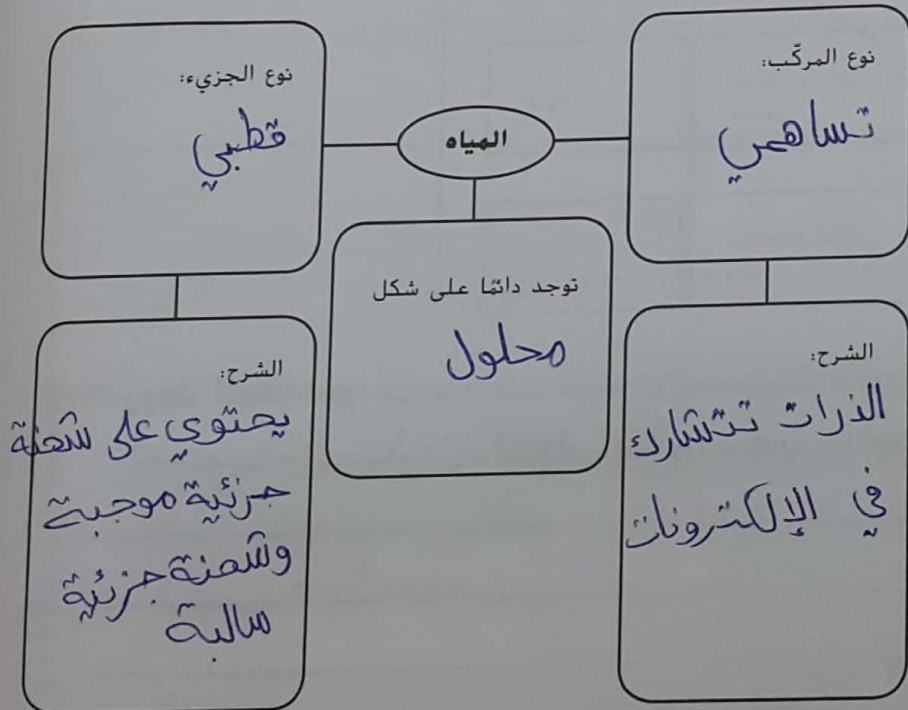 نوع المركّب:
تساهمي
المياه
نوع الجزيء:
قطبي
توجد دائمًا على شكل
محلول
الشرح:
الذرات تتشارك
في الإلكترونات
الشرح:
يحتوي على شحنة
جزئية موجبة
وشحنة جزئية
سالبة